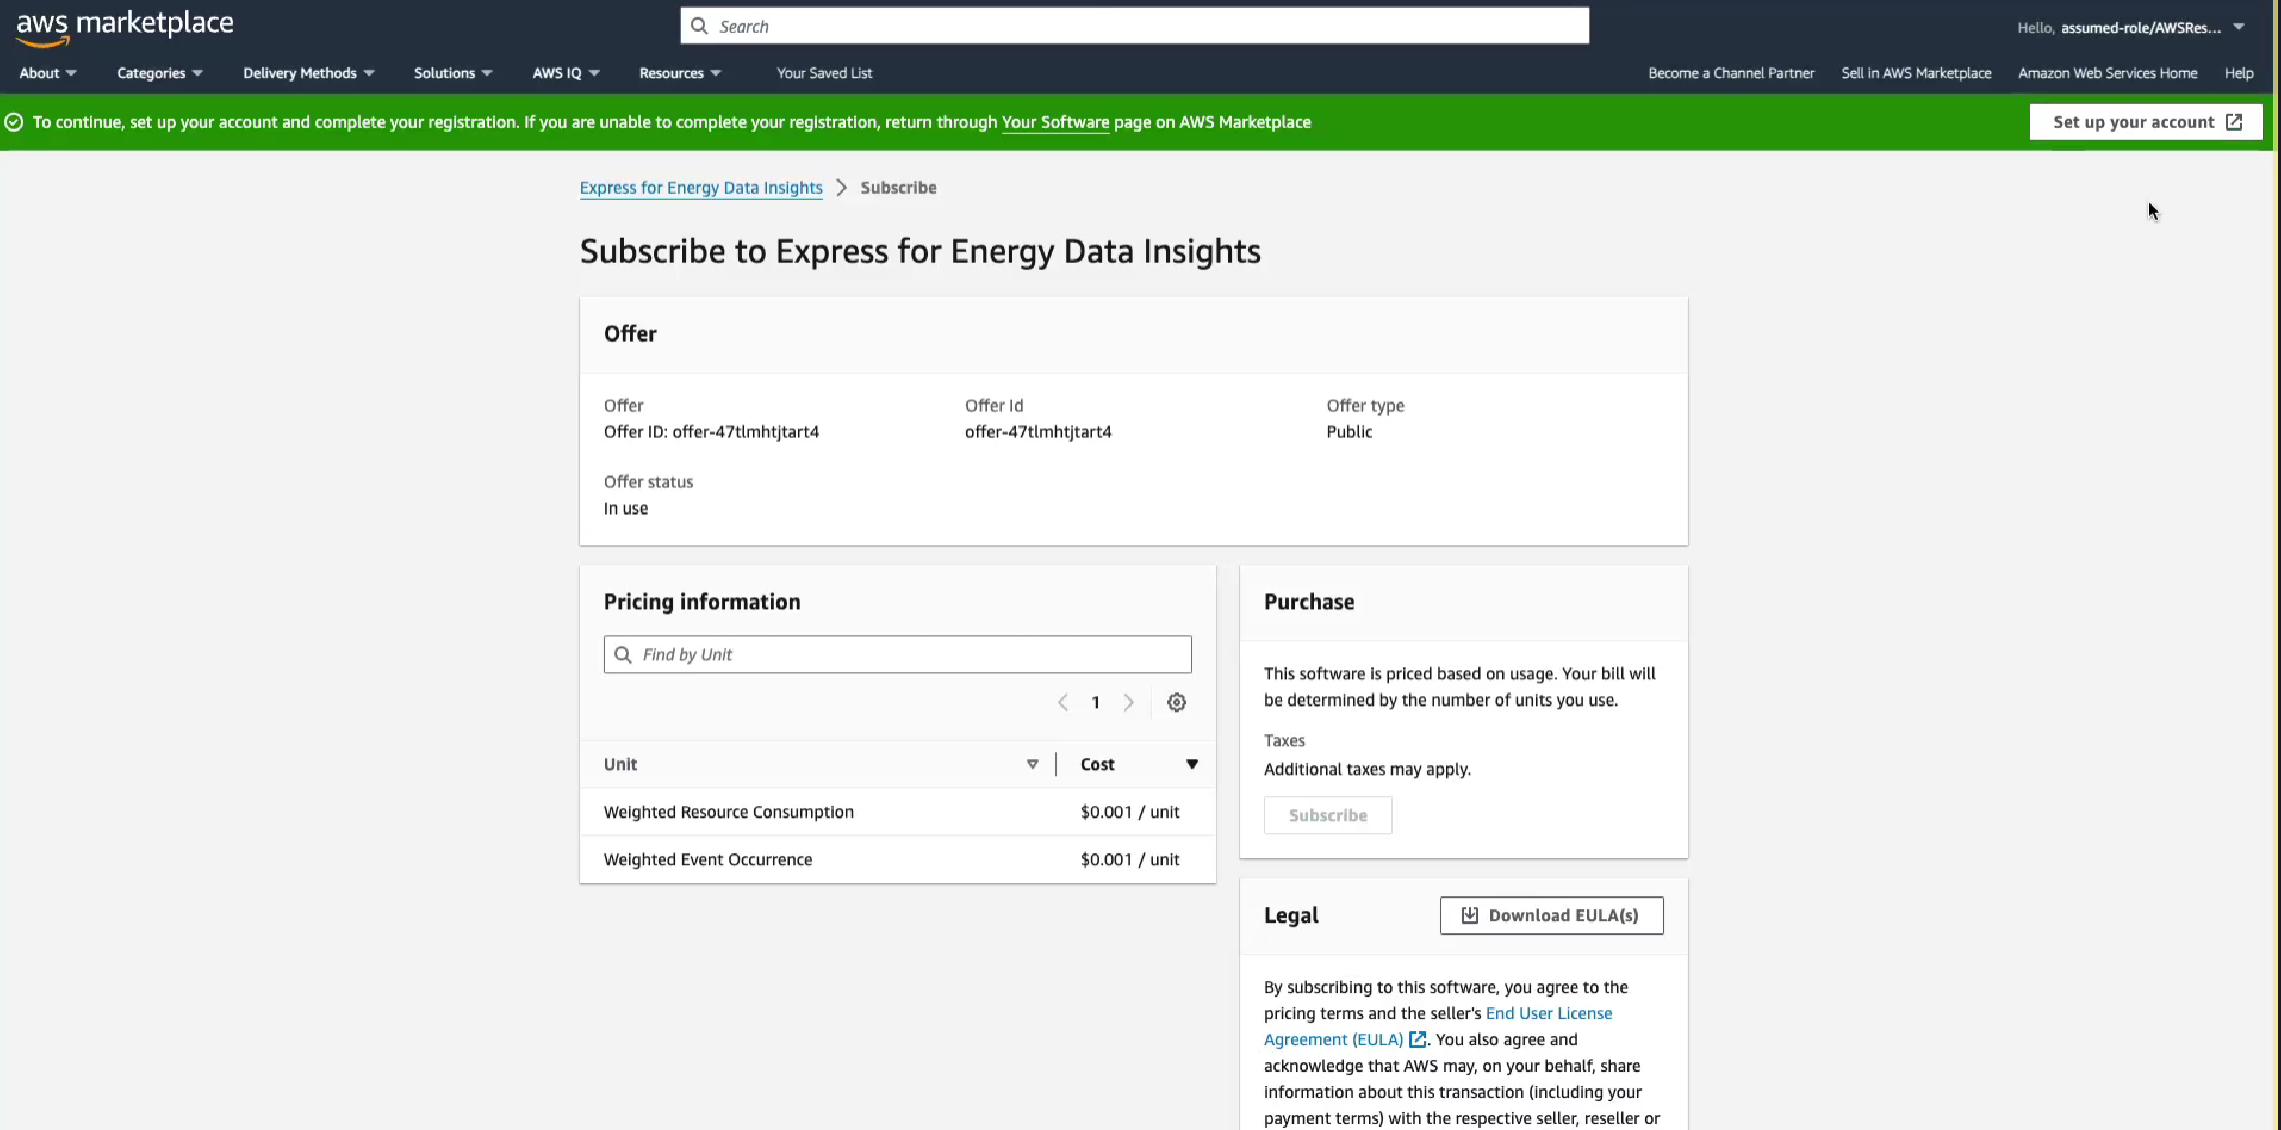 aws marketplace
Search
Hello, assumed-role/AWSRes...
About
Categories
Delivery Methods
Solutions
AWS IQ
Resources
Your Saved List
Become a Channel Partner
Sell in AWS Marketplace
Amazon Web Services Home
Help
To continue, set up your account and complete your registration. If you are unable to complete your registration, return through Your Software page on AWS Marketplace
Set up your account
Express for Energy Data Insights > Subscribe
Subscribe to Express for Energy Data Insights
Offer
Offer
Offer ID: offer-47tlmhtjtart4
Offer Id
offer-47tlmhtjtart4
Offer type
Public
Offer status
In use
Pricing information
Find by Unit
1
Unit
Cost
Weighted Resource Consumption
$0.001 / unit
Weighted Event Occurrence
$0.001 / unit
Purchase
This software is priced based on usage. Your bill will
be determined by the number of units you use.
Taxes
Additional taxes may apply.
Subscribe
Legal
Download EULA(s)
By subscribing to this software, you agree to the
pricing terms and the seller's End User License
Agreement (EULA). You also agree and
acknowledge that AWS may, on your behalf, share
information about this transaction (including your
payment terms) with the respective seller, reseller or